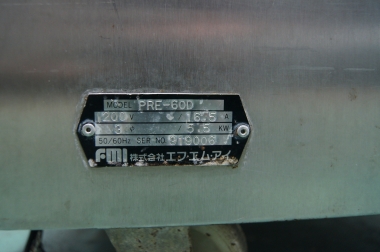 MODEL PRE-60D
200 V 16.5 A
3 φ 5.5 KW
50/60Hz SER NO.
FMI 株式会社 エフ・エムアイ